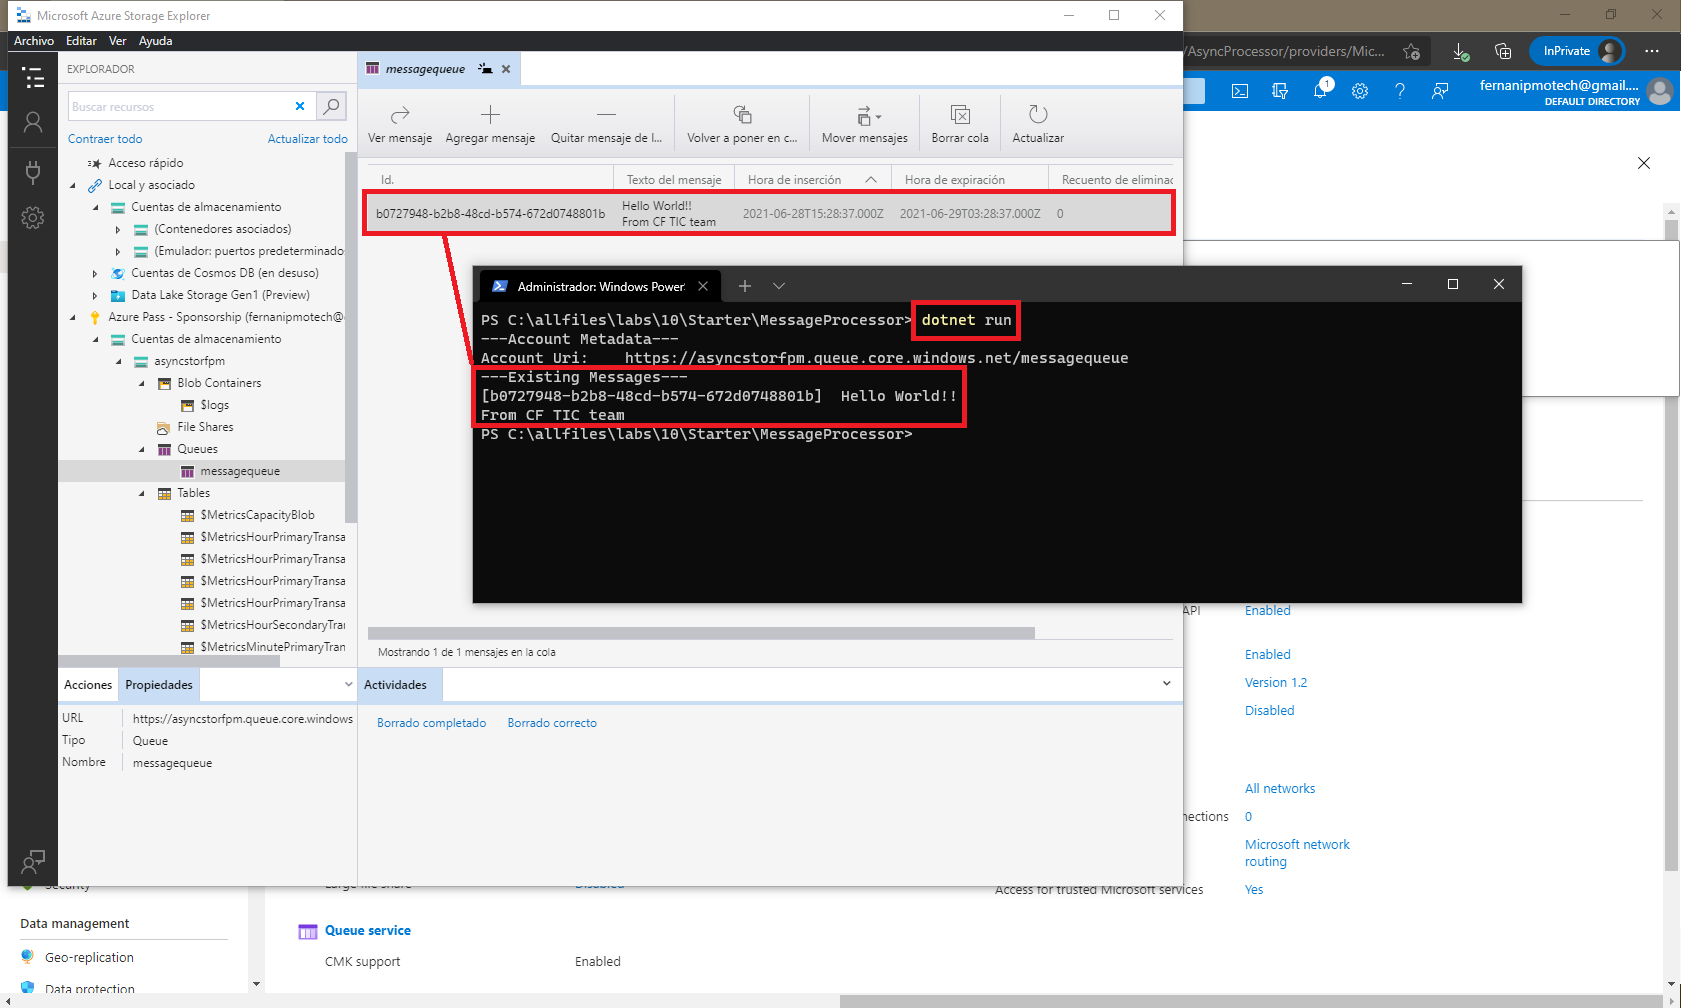 Microsoft Azure Storage Explorer
Archivo Editar Ver Ayuda
EXPLORADOR
Buscar recursos
Contraer todo Actualizar todo
Acceso rápido
Local y asociado
Cuentas de almacenamiento
(Contenedores asociados)
(Emulador: puertos predeterminado
Cuentas de Cosmos DB (en desuso)
Data Lake Storage Gen1 (Preview)
Azure Pass - Sponsorship (fernanipmotech@
Cuentas de almacenamiento
asyncstorfpm
Blob Containers
$logs
File Shares
Queues
messagequeue
Tables
$MetricsCapacityBlob
$MetricsHourPrimaryTransa
$MetricsHourPrimaryTransa
$MetricsHourPrimaryTransa
$MetricsHourPrimaryTransa
$MetricsHourSecondaryTrar
$MetricsMinutePrimaryTran
Acciones Propiedades
URL https://asyncstorfpm.queue.core.windows
Tipo Queue
Nombre messagequeue
messagequeue
Ver mensaje Agregar mensaje Quitar mensaje de l... Volver a poner en c... Mover mensajes Borrar cola Actualizar
Id. Texto del mensaje Hora de inserción Hora de expiración Recuento de eliminac
b0727948-b2b8-48cd-b574-672d0748801b Hello World!! 2021-06-28T15:28:37.000Z 2021-06-29T03:28:37.000Z 0
From CF TIC team
Mostrando 1 de 1 mensajes en la cola
Actividades
Borrado completado Borrado correcto
Administrador: Windows Power
PS C:\allfiles\labs\10\Starter\MessageProcessor> dotnet run
---Account Metadata---
Account Uri: https://asyncstorfpm.queue.core.windows.net/messagequeue
---Existing Messages---
[b0727948-b2b8-48cd-b574-672d0748801b] Hello World!!
From CF TIC team
PS C:\allfiles\labs\10\Starter\MessageProcessor>
/AsyncProcessor/providers/Mic...
InPrivate
1
fernanipmotech@gmail....
DEFAULT DIRECTORY
API Enabled
Enabled
Version 1.2
Disabled
All networks
nections 0
Microsoft network
routing
Access for trusted Microsoft services Yes
Security
Large file share Disabled
Data management
Geo-replication
Data protection
Queue service
CMK support Enabled